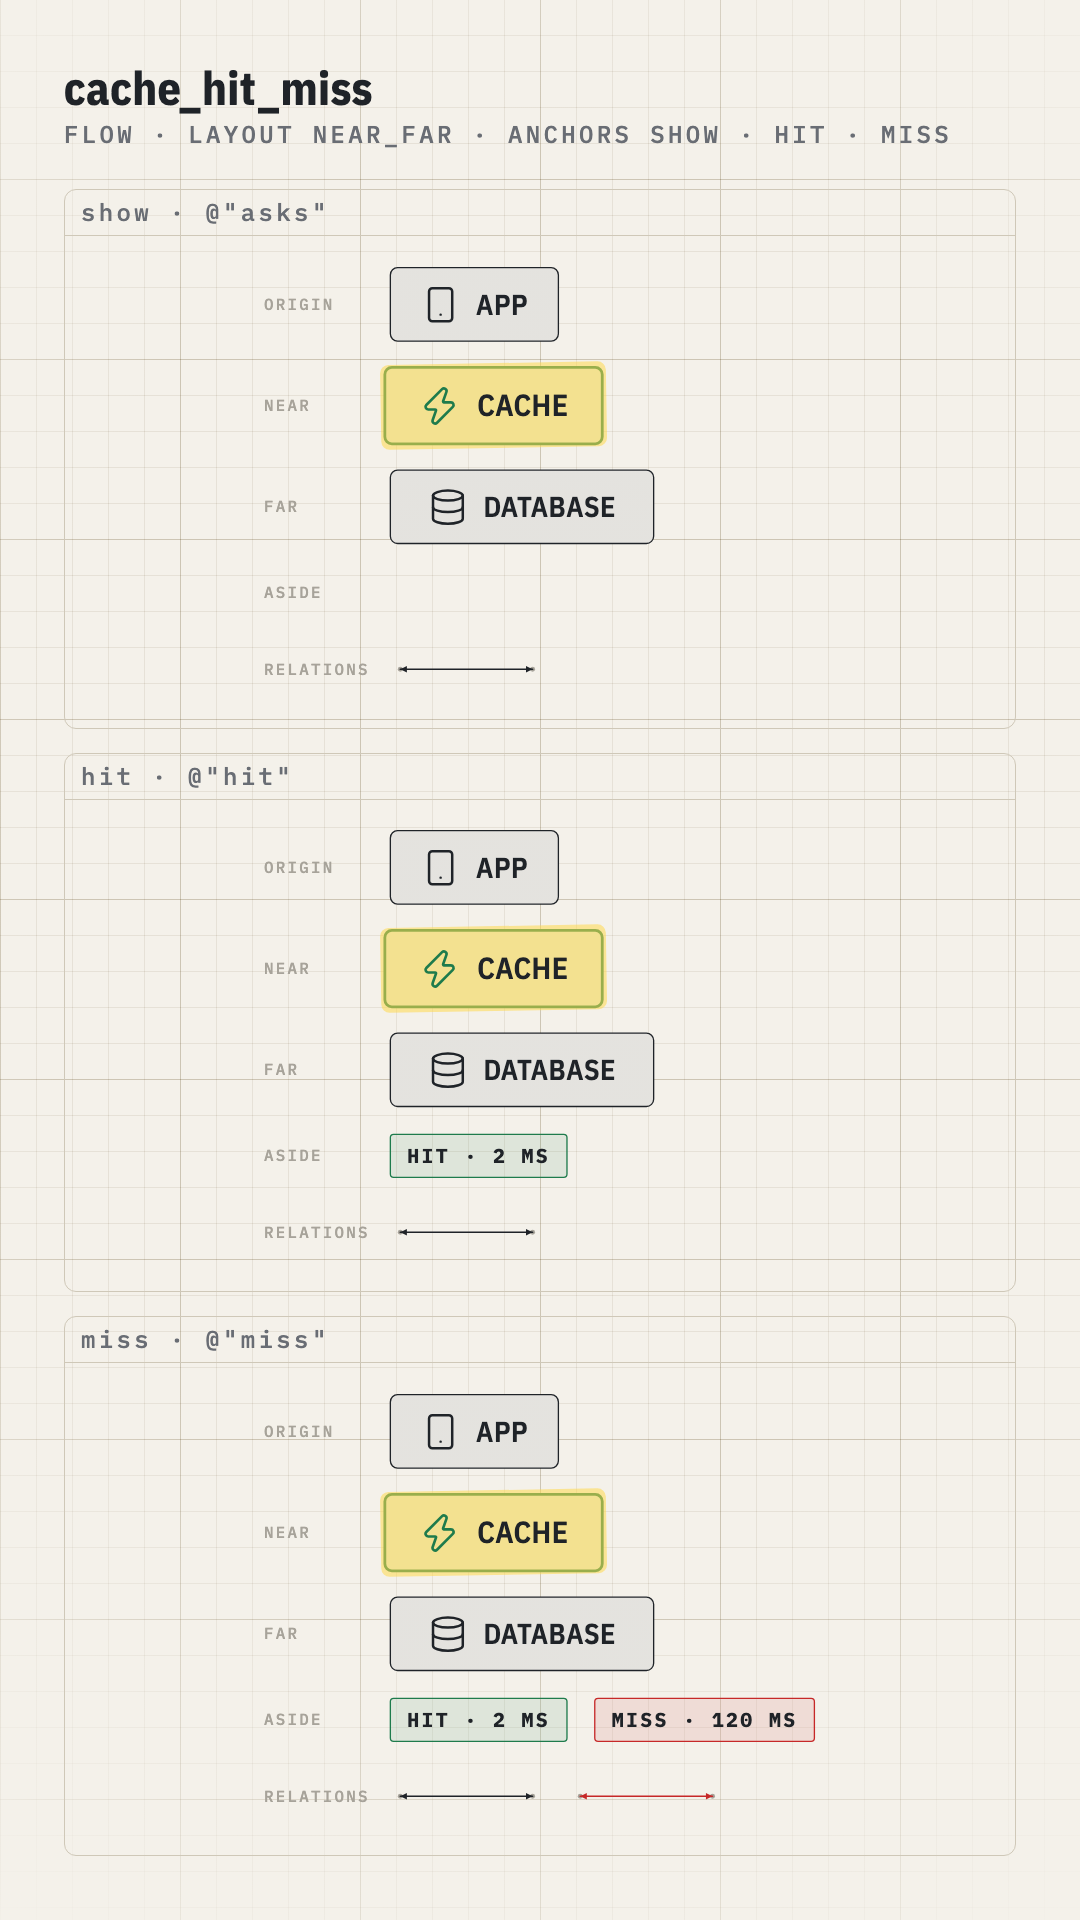 cache_hit_miss
FLOW · LAYOUT NEAR_FAR · ANCHORS SHOW · HIT · MISS
show · @"asks"
ORIGIN APP
NEAR CACHE
FAR DATABASE
ASIDE
RELATIONS
hit · @"hit"
ORIGIN APP
NEAR CACHE
FAR DATABASE
ASIDE HIT · 2 MS
RELATIONS
miss · @"miss"
ORIGIN APP
NEAR CACHE
FAR DATABASE
ASIDE HIT · 2 MS MISS · 120 MS
RELATIONS